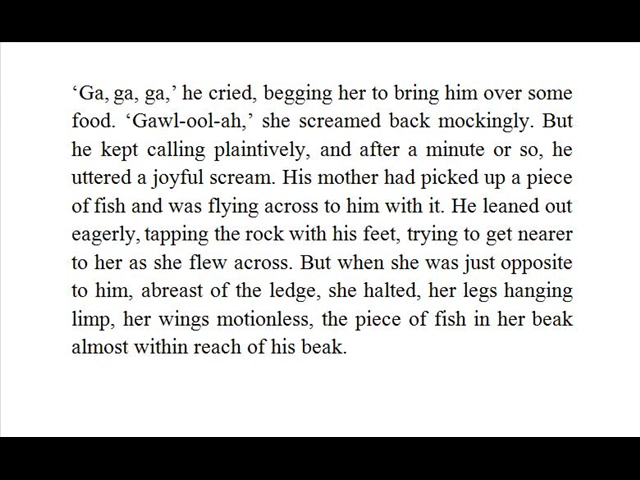 ‘Ga, ga, ga,’ he cried, begging her to bring him over some
food. ‘Gawl-ool-ah,’ she screamed back mockingly. But
he kept calling plaintively, and after a minute or so, he
uttered a joyful scream. His mother had picked up a piece
of fish and was flying across to him with it. He leaned out
eagerly, tapping the rock with his feet, trying to get nearer
to her as she flew across. But when she was just opposite
to him, abreast of the ledge, she halted, her legs hanging
limp, her wings motionless, the piece of fish in her beak
almost within reach of his beak.